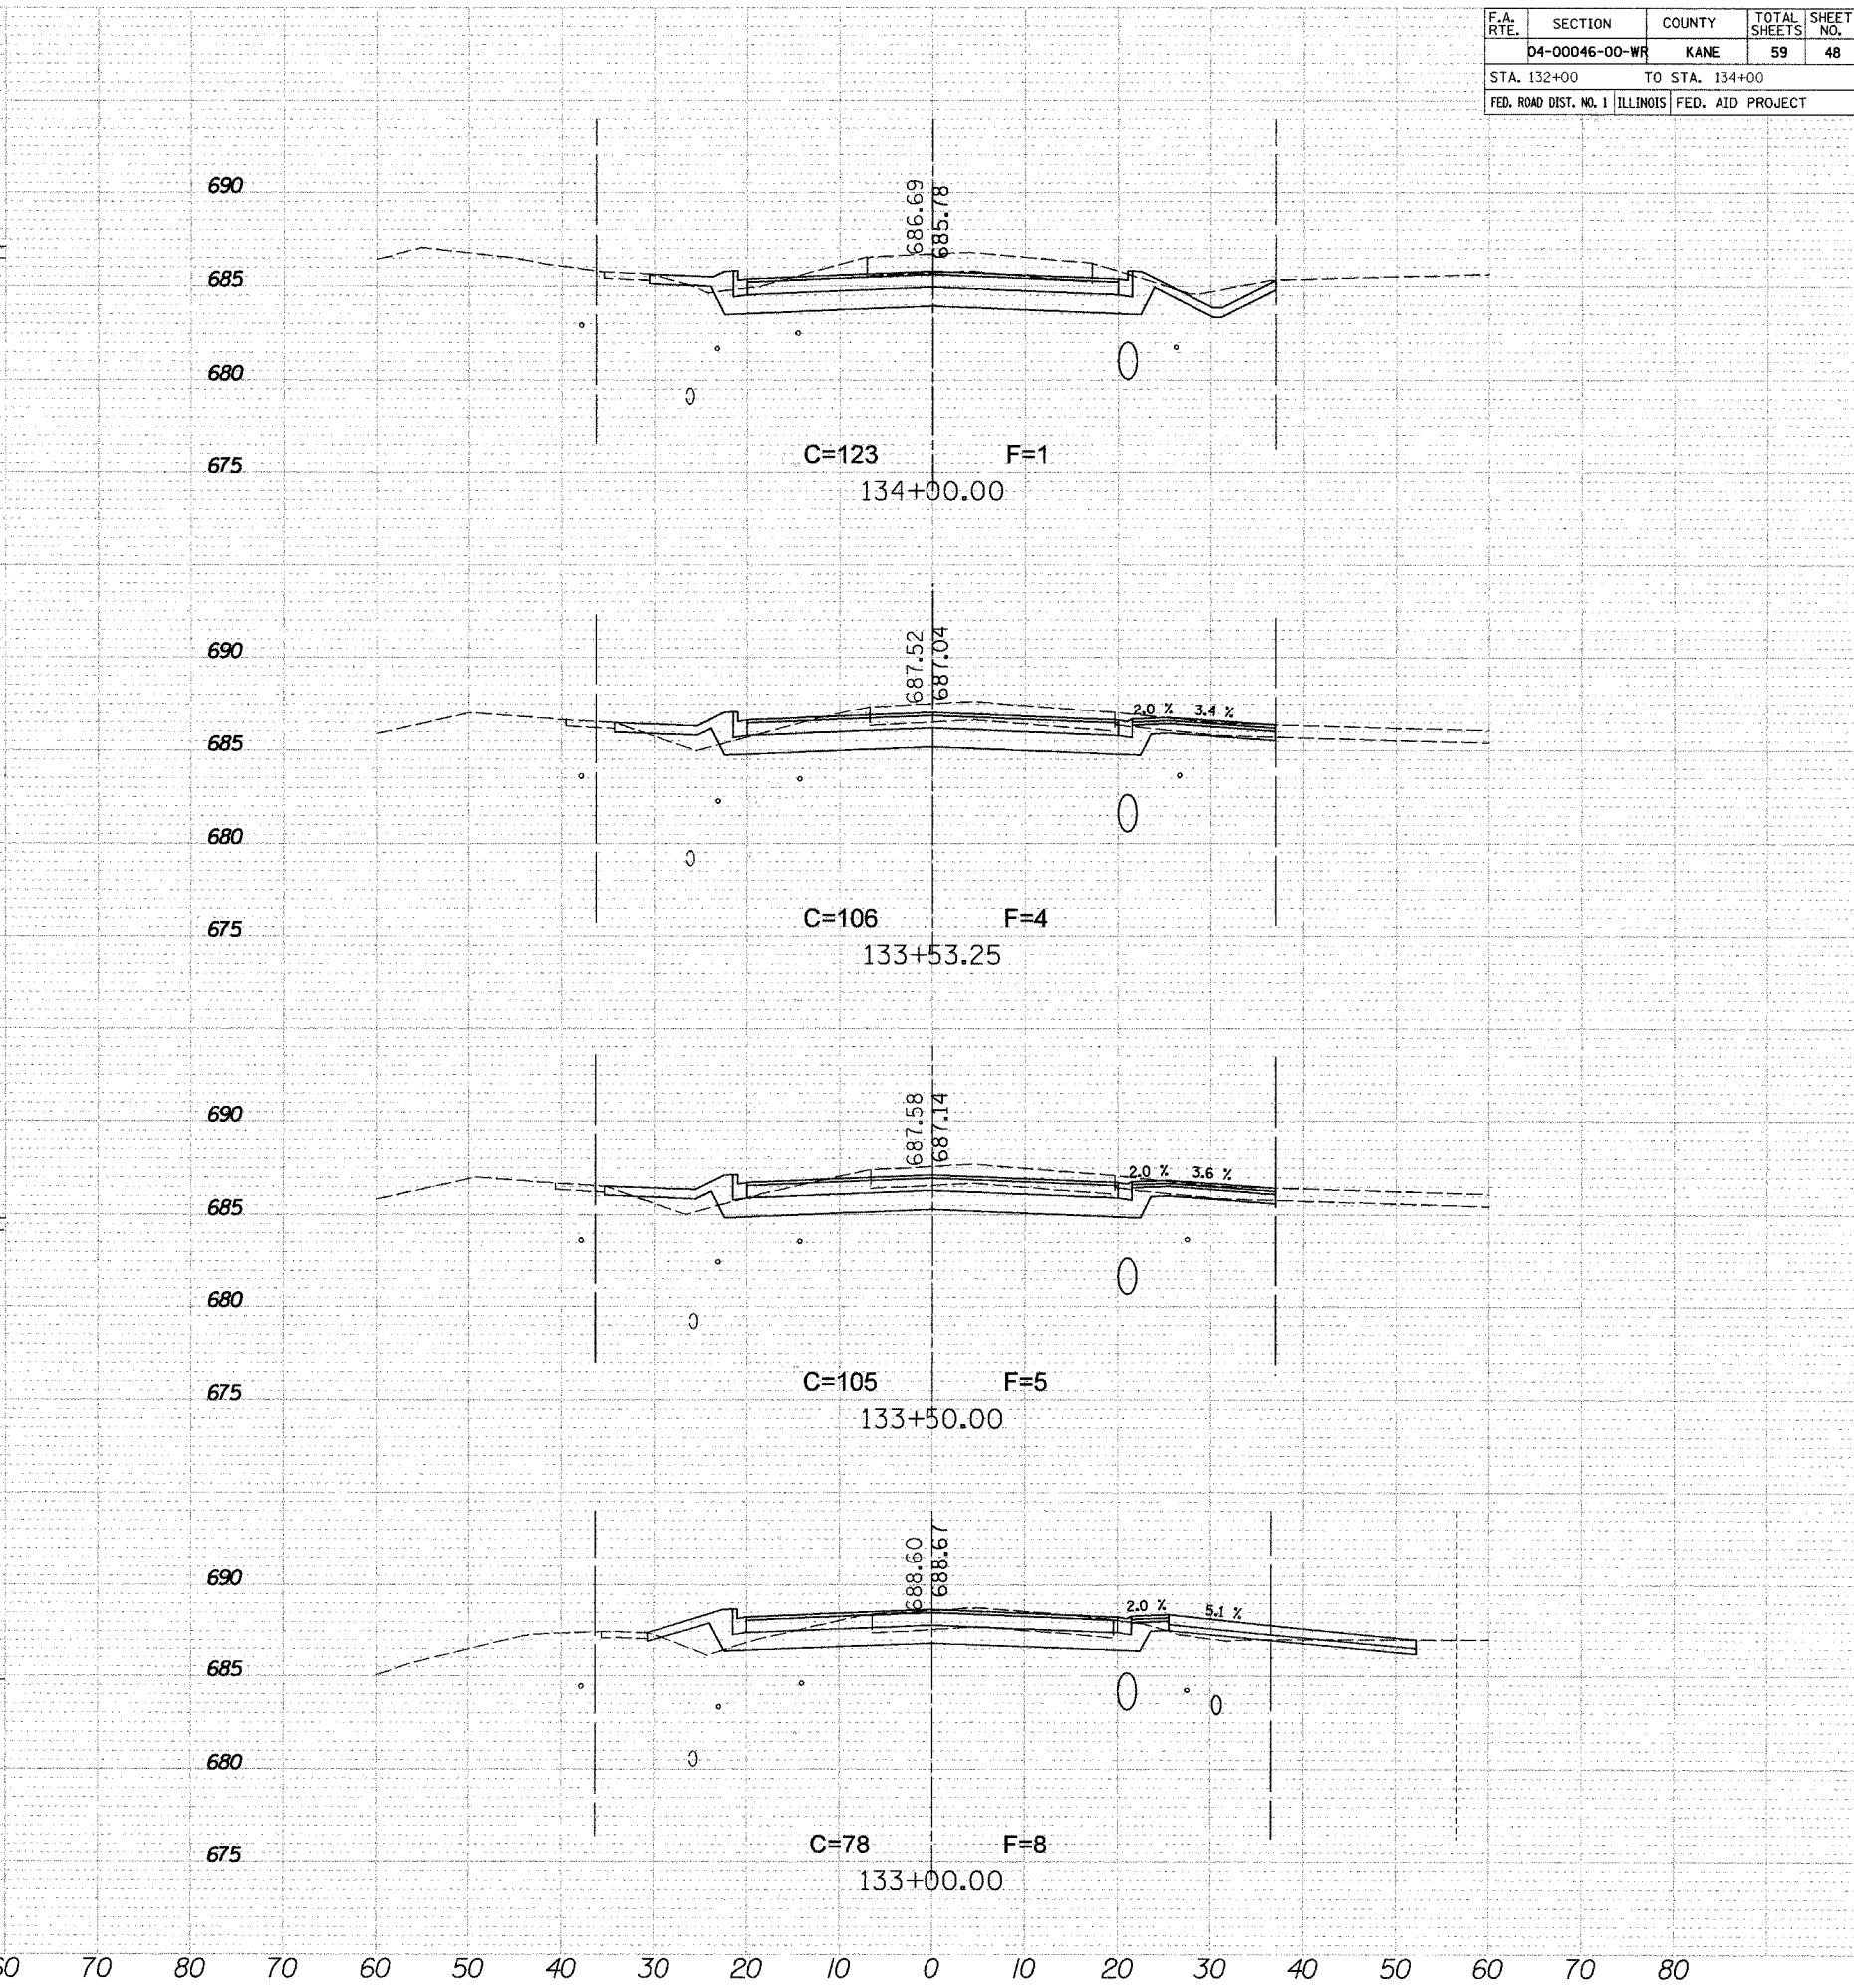 F.A. RTE. SECTION COUNTY TOTAL SHEETS SHEET NO.
04-00046-00-WR KANE 59 48
STA. 132+00 TO STA. 134+00
FED. ROAD DIST. NO. 1 ILLINOIS FED. AID PROJECT
690
686.69
685.78
685
680
675
C=123 F=1
134+00.00
690
687.52
687.04
2.0 % 3.4 %
685
680
675
C=106 F=4
133+53.25
690
687.58
687.14
2.0 % 3.6 %
685
680
675
C=105 F=5
133+50.00
690
688.60
688.67
2.0 % 5.1 %
685
680
675
C=78 F=8
133+00.00
70 80 70 60 50 40 30 20 10 0 10 20 30 40 50 60 70 80